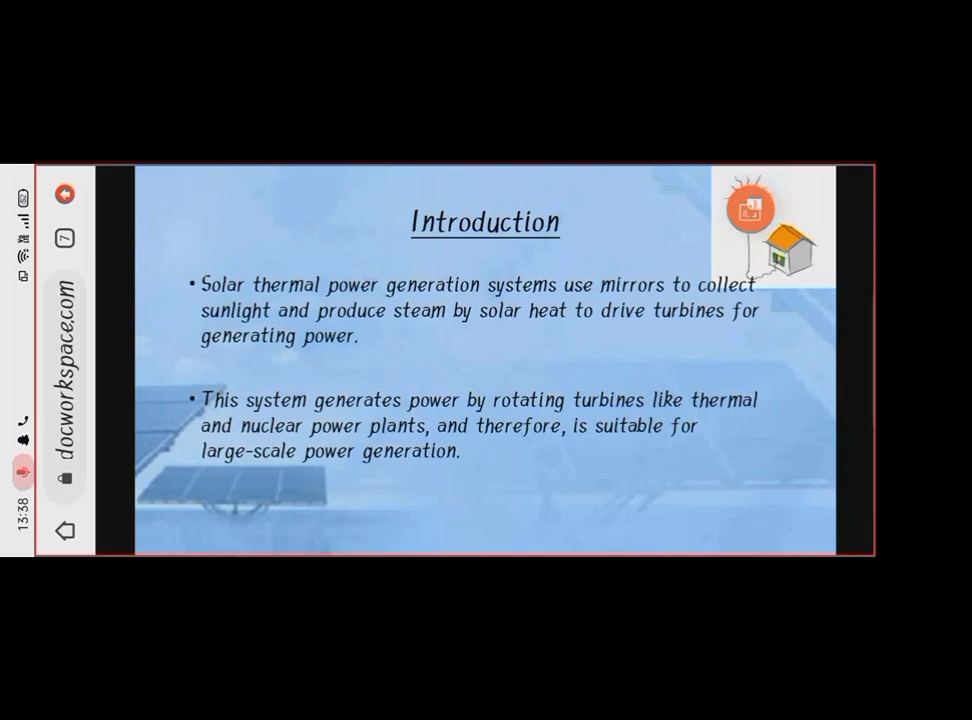 Introduction
• Solar thermal power generation systems use mirrors to collect
sunlight and produce steam by solar heat to drive turbines for
generating power.
• This system generates power by rotating turbines like thermal
and nuclear power plants, and therefore, is suitable for
large-scale power generation.
13:38
docworkspace.com
7